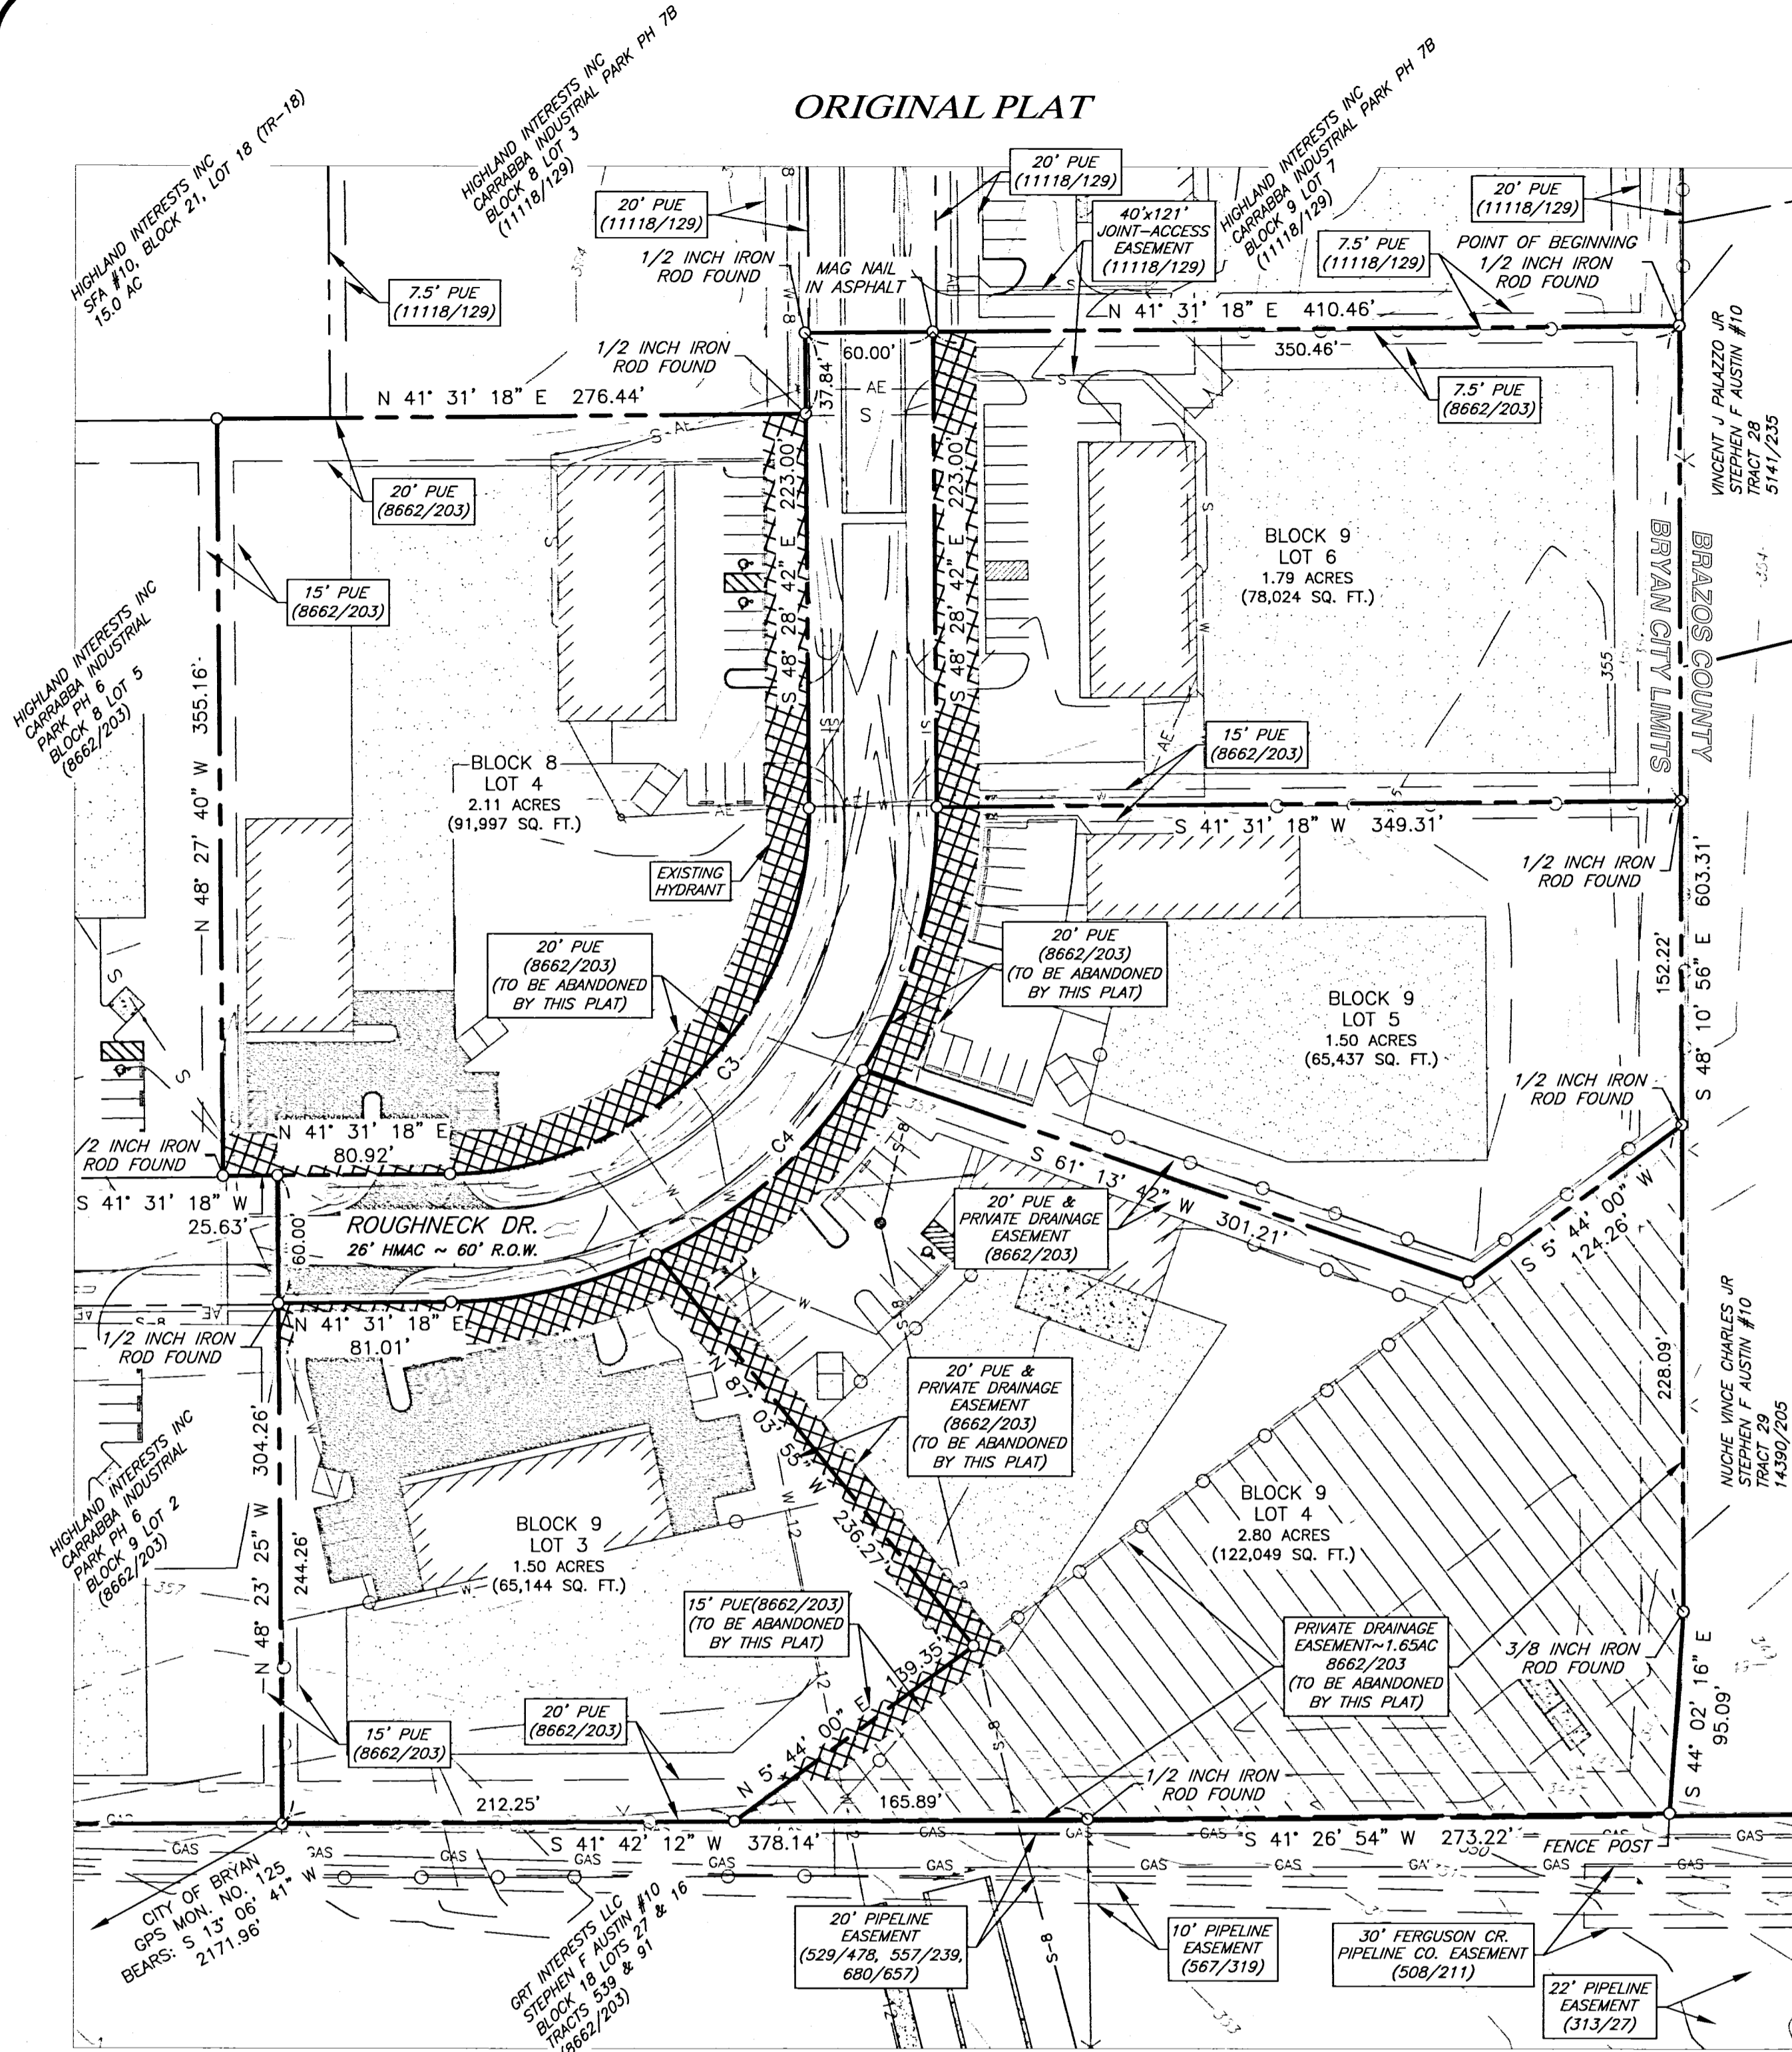 ORIGINAL PLAT
HIGHLAND INTERESTS INC
SFA #10, BLOCK 21, LOT 18 (TR-18)
15.0 AC
HIGHLAND INTERESTS INC
CARRABBA INDUSTRIAL PARK PH 7B
BLOCK 8 LOT 3
(11118/129)
20' PUE
(11118/129)
20' PUE
(11118/129)
40'x121'
JOINT-ACCESS
EASEMENT
(11118/129)
HIGHLAND INTERESTS INC
CARRABBA INDUSTRIAL PARK PH 7B
BLOCK 9 LOT 7
(11118/129)
20' PUE
(11118/129)
7.5' PUE
(11118/129)
POINT OF BEGINNING
1/2 INCH IRON
ROD FOUND
1/2 INCH IRON
ROD FOUND
MAG NAIL
IN ASPHALT
7.5' PUE
(11118/129)
N 41° 31' 18" E 410.46'
350.46'
60.00'
37.84'
AE
S
1/2 INCH IRON
ROD FOUND
N 41° 31' 18" E 276.44'
7.5' PUE
(8662/203)
VINCENT J PALAZZO JR
STEPHEN F AUSTIN #10
TRACT 28
5141/235
20' PUE
(8662/203)
15' PUE
(8662/203)
S 48° 28' 42" E 223.00'
S 48° 28' 42" E 223.00'
BLOCK 9
LOT 6
1.79 ACRES
(78,024 SQ. FT.)
355
BRYAN CITY LIMITS
BRAZOS COUNTY
354
HIGHLAND INTERESTS INC
CARRABBA INDUSTRIAL
PARK PH 6
BLOCK 8 LOT 5
(8662/203)
N 48° 27' 40" W 355.16'
BLOCK 8
LOT 4
2.11 ACRES
(91,997 SQ. FT.)
15' PUE
(8662/203)
S 41° 31' 18" W 349.31'
EXISTING
HYDRANT
1/2 INCH IRON
ROD FOUND
S 48° 10' 56" E 603.31'
152.22'
20' PUE
(8662/203)
(TO BE ABANDONED
BY THIS PLAT)
20' PUE
(8662/203)
(TO BE ABANDONED
BY THIS PLAT)
BLOCK 9
LOT 5
1.50 ACRES
(65,437 SQ. FT.)
C3
C4
1/2 INCH IRON
ROD FOUND
N 41° 31' 18" E
80.92'
/2 INCH IRON
ROD FOUND
S 41° 31' 18" W
25.63'
60.00
ROUGHNECK DR.
26' HMAC ~ 60' R.O.W.
S 61° 13' 42" W 301.21'
20' PUE &
PRIVATE DRAINAGE
EASEMENT
(8662/203)
S 5° 44' 00" W
124.26'
N 41° 31' 18" E
81.01'
1/2 INCH IRON
ROD FOUND
S-8
N 87° 03' 55" W 236.27'
20' PUE &
PRIVATE DRAINAGE
EASEMENT
(8662/203)
(TO BE ABANDONED
BY THIS PLAT)
228.09'
NUCHE VINCE CHARLES JR
STEPHEN F AUSTIN #10
TRACT 29
14390/205
HIGHLAND INTERESTS INC
CARRABBA INDUSTRIAL
PARK PH 6
BLOCK 9 LOT 2
(8662/203)
357
N 48° 23' 25" W 304.26'
244.26'
BLOCK 9
LOT 3
1.50 ACRES
(65,144 SQ. FT.)
BLOCK 9
LOT 4
2.80 ACRES
(122,049 SQ. FT.)
15' PUE(8662/203)
(TO BE ABANDONED
BY THIS PLAT)
N 5° 44' 00" E 139.35'
PRIVATE DRAINAGE
EASEMENT~1.65AC
8662/203
(TO BE ABANDONED
BY THIS PLAT)
3/8 INCH IRON
ROD FOUND
S 44° 02' 16" E
95.09'
15' PUE
(8662/203)
20' PUE
(8662/203)
212.25'
165.89'
1/2 INCH IRON
ROD FOUND
S 41° 42' 12" W 378.14'
S 41° 26' 54" W 273.22'
FENCE POST
GAS GAS GAS GAS GAS GAS GAS
CITY OF BRYAN
GPS MON. NO. 125
BEARS: S 13° 06' 41" W
2171.96'
GRT INTERESTS LLC
STEPHEN F AUSTIN #10
BLOCK 18 LOTS 27 & 16
TRACTS 539 & 91
(8662/203)
20' PIPELINE
EASEMENT
(529/478, 557/239,
680/657)
10' PIPELINE
EASEMENT
(567/319)
30' FERGUSON CR.
PIPELINE CO. EASEMENT
(508/211)
22' PIPELINE
EASEMENT
(313/27)
S-8
353